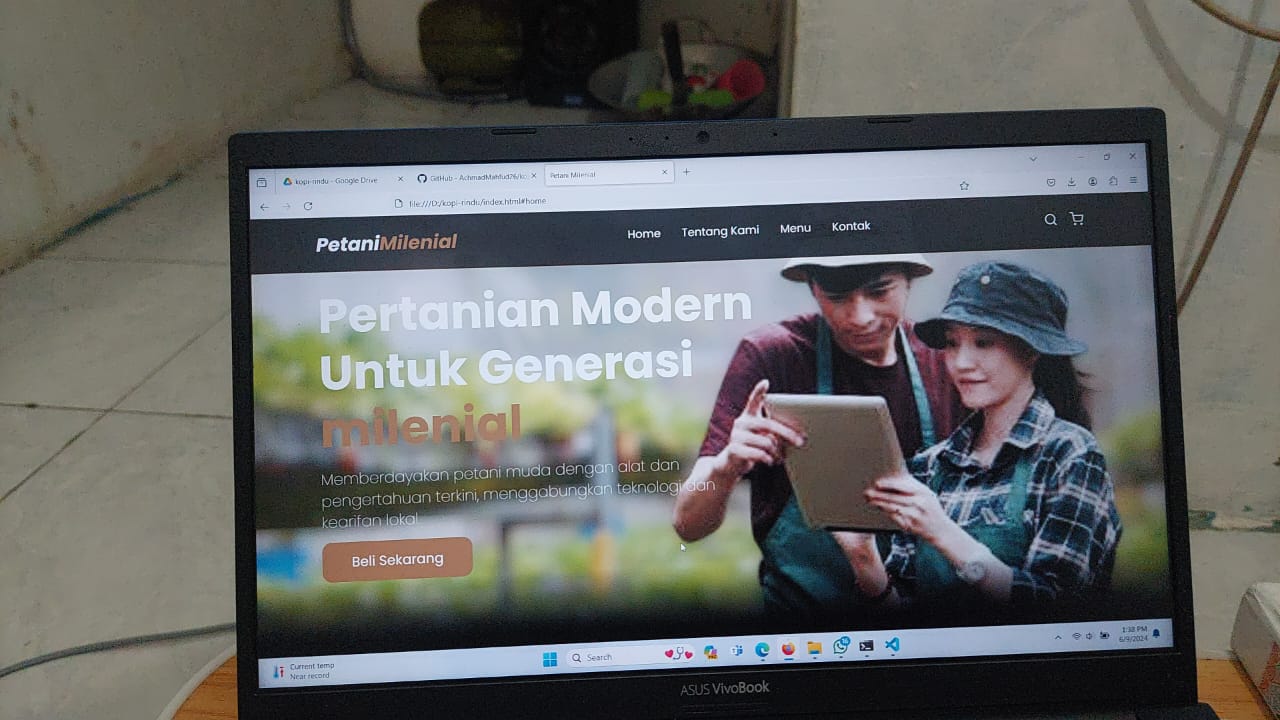 kopi-rindu - Google Drive
GitHub - AchmadMahfud26/ko
Petani Milenial
file:///D:/kopi-rindu/index.html#home
PetaniMilenial
Home Tentang Kami Menu Kontak
Pertanian Modern
Untuk Generasi
milenial
Memberdayakan petani muda dengan alat dan
pengertahuan terkini, menggabungkan teknologi dan
kearifan lokal.
Beli Sekarang
Current temp
Near record
Search
16
1:38 PM
6/9/2024
ASUS VivoBook